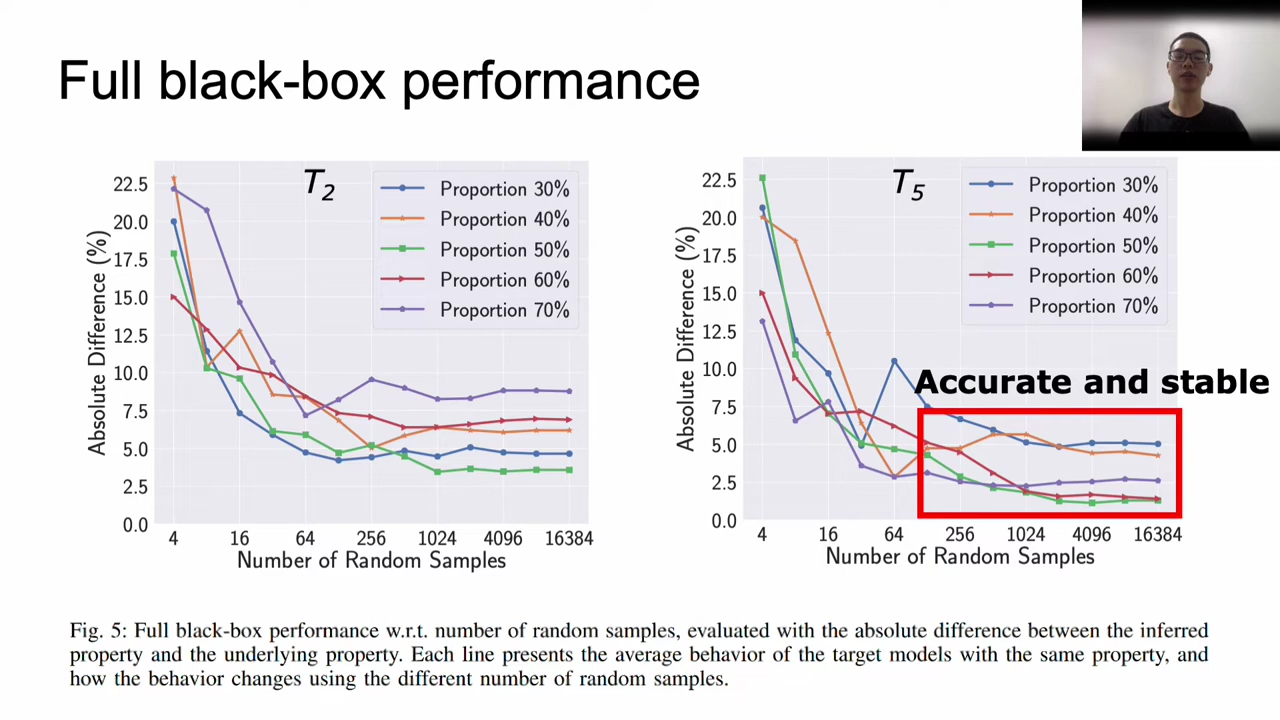 Full black-box performance
T2
Proportion 30%
Proportion 40%
Proportion 50%
Proportion 60%
Proportion 70%
22.5
20.0
17.5
15.0
12.5
10.0
7.5
5.0
2.5
0.0
Absolute Difference (%)
4 16 64 256 1024 4096 16384
Number of Random Samples
T5
Proportion 30%
Proportion 40%
Proportion 50%
Proportion 60%
Proportion 70%
22.5
20.0
17.5
15.0
12.5
10.0
7.5
5.0
2.5
0.0
Absolute Difference (%)
Accurate and stable
4 16 64 256 1024 4096 16384
Number of Random Samples
Fig. 5: Full black-box performance w.r.t. number of random samples, evaluated with the absolute difference between the inferred
property and the underlying property. Each line presents the average behavior of the target models with the same property, and
how the behavior changes using the different number of random samples.